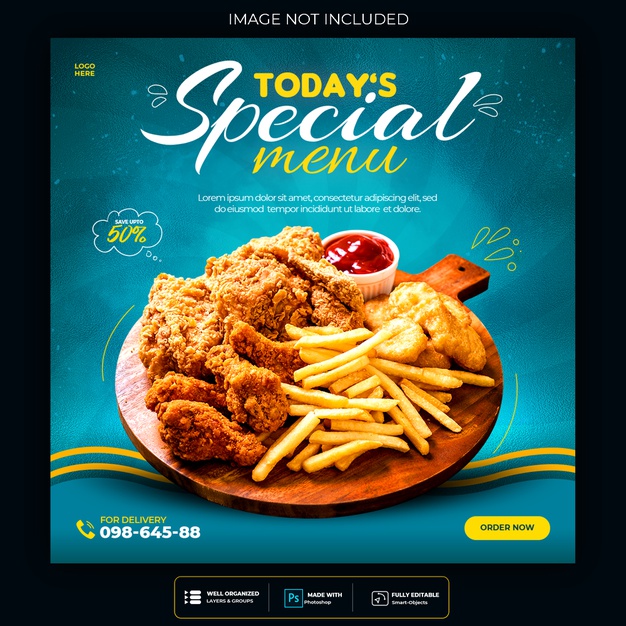 IMAGE NOT INCLUDED
LOGO
HERE
TODAY'S
Special
menu
Lorem ipsum dolor sit amet, consectetur adipiscing elit, sed
do eiusmod tempor incididunt ut labore et dolore.
SAVE UPTO
50%
FOR DELIVERY
098-645-88
ORDER NOW
WELL ORGANIZED
LAYERS & GROUPS
Ps
MADE WITH
Photoshop
FULLY EDITABLE
Smart-Objects